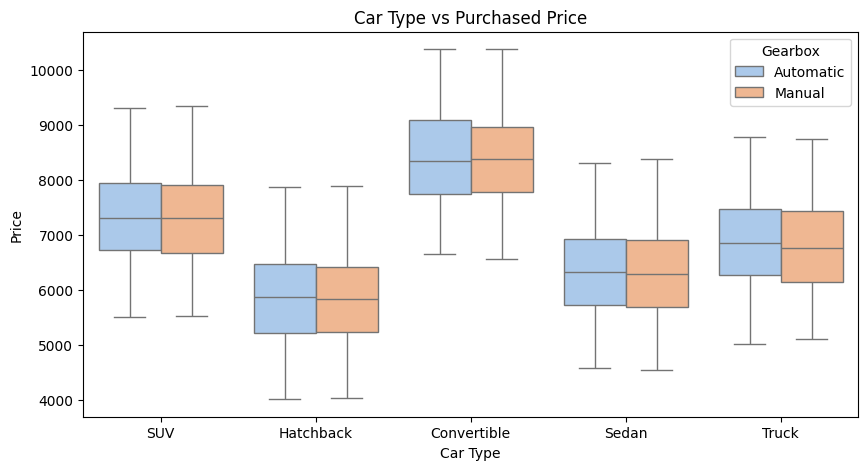 Car Type vs Purchased Price
Gearbox
Automatic
Manual
Price
10000
9000
8000
7000
6000
5000
4000
SUV
Hatchback
Convertible
Sedan
Truck
Car Type